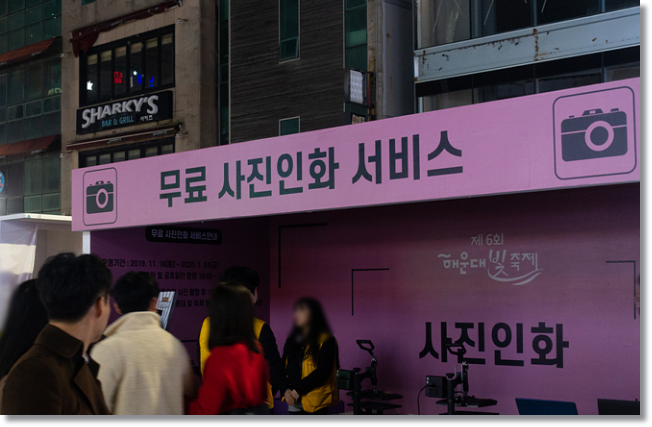 SHARKY'S
BAR & GRILL
무료 사진인화 서비스
무료 사진인화 서비스안내
제6회
해운대빛축제
사진인화